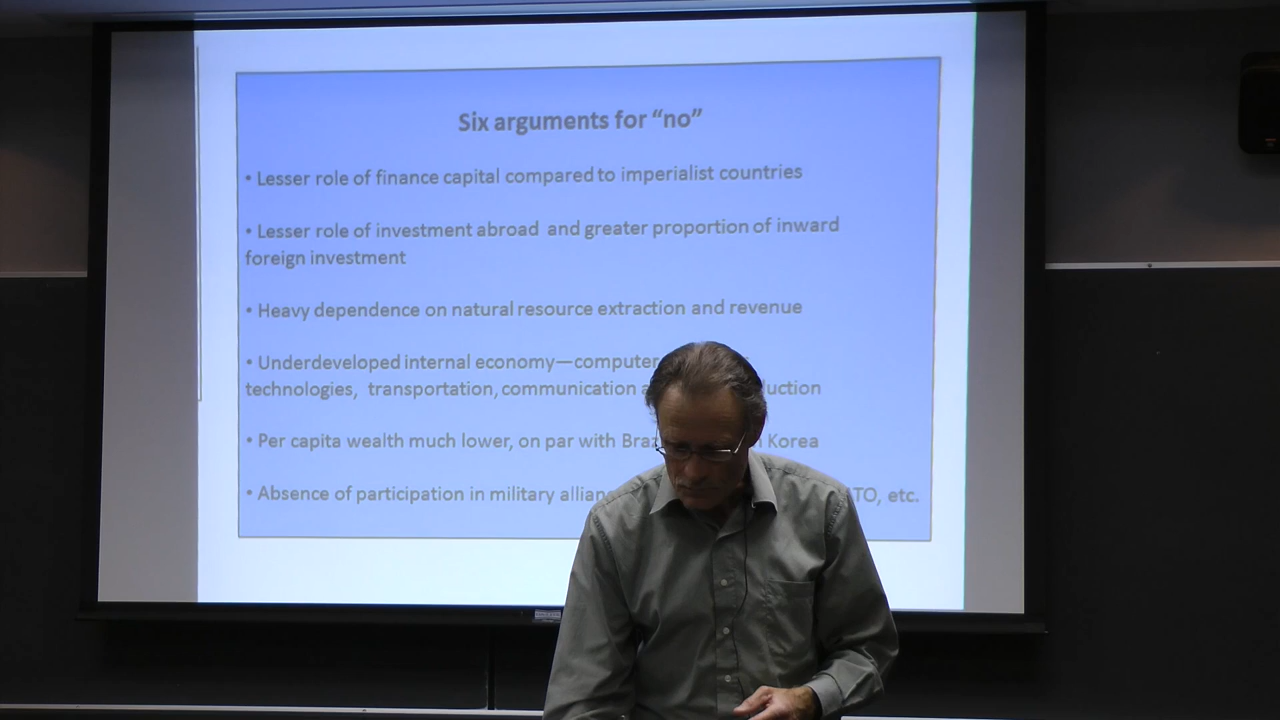 Six arguments for “no”
• Lesser role of finance capital compared to imperialist countries
• Lesser role of investment abroad and greater proportion of inward
foreign investment
• Heavy dependence on natural resource extraction and revenue
• Underdeveloped internal economy—computer
technologies, transportation, communication
• Per capita wealth much lower, on par with Korea
• Absence of participation in military etc.